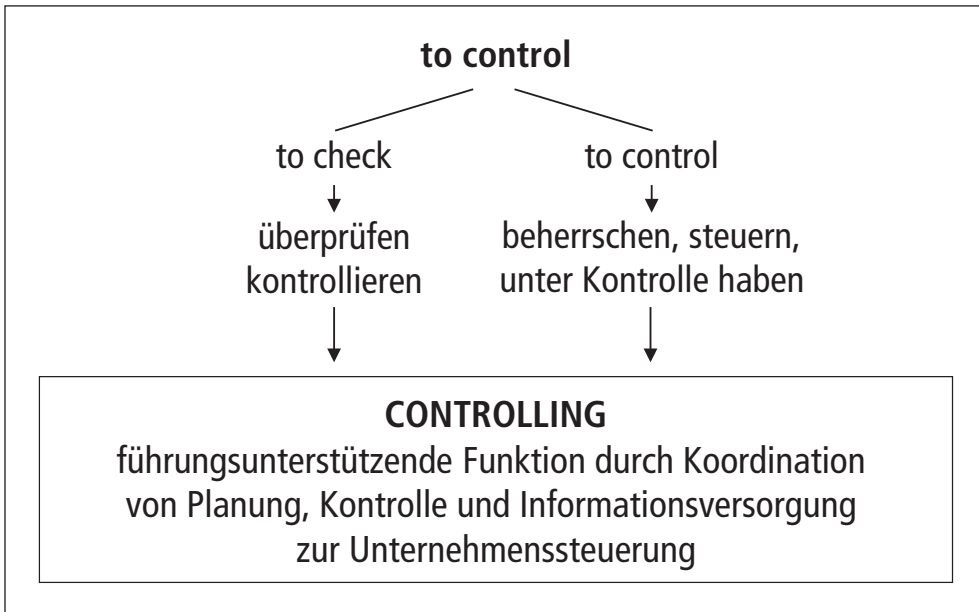 to control
to check
to control
überprüfen
kontrollieren
beherrschen, steuern,
unter Kontrolle haben
CONTROLLING
führungsunterstützende Funktion durch Koordination
von Planung, Kontrolle und Informationsversorgung
zur Unternehmenssteuerung